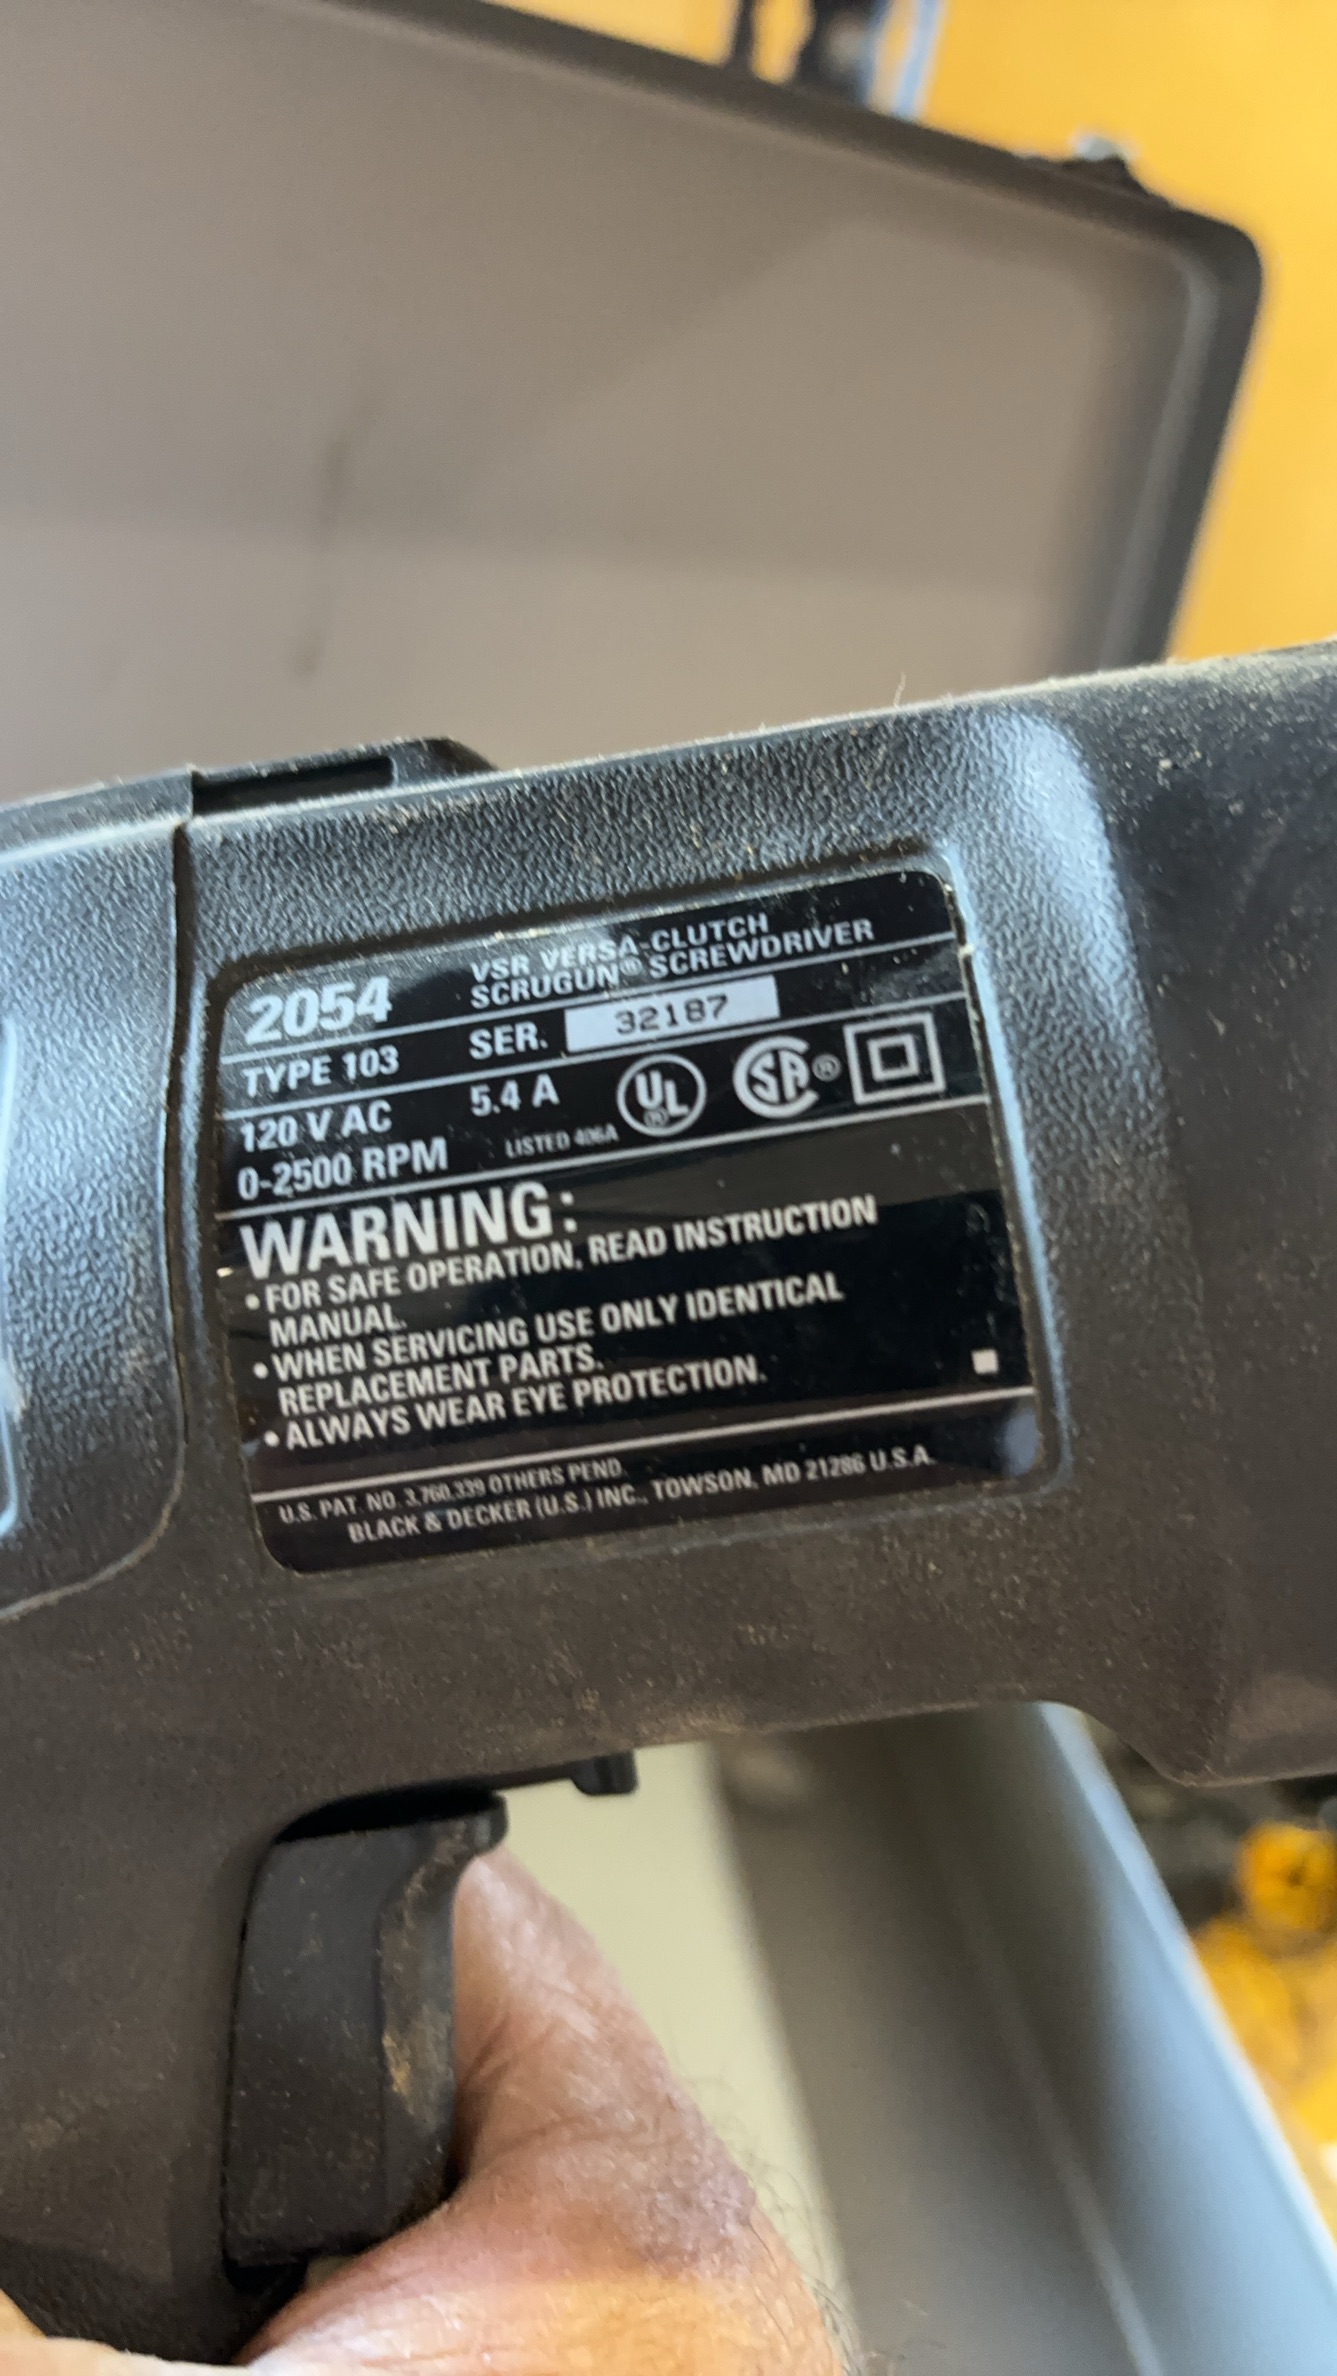 2054
VSR VERSA-CLUTCH
SCRUGUN® SCREWDRIVER
TYPE 103
SER. 32187
120 V AC
5.4 A
0-2500 RPM
LISTED 406A
UL®
SA®
WARNING:
• FOR SAFE OPERATION, READ INSTRUCTION
MANUAL.
• WHEN SERVICING USE ONLY IDENTICAL
REPLACEMENT PARTS.
• ALWAYS WEAR EYE PROTECTION.
U.S. PAT. NO. 3,760,339 OTHERS PEND.
BLACK & DECKER (U.S.) INC., TOWSON, MD 21286 U.S.A.